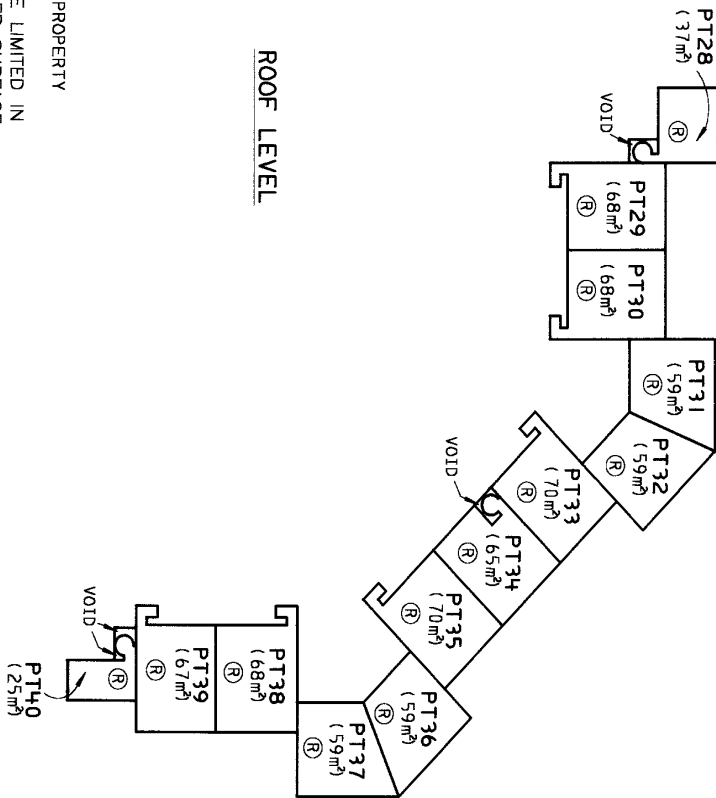 PT28
(37m²)
Ⓡ
VOID
PT29
(68m²)
Ⓡ
PT30
(68m²)
Ⓡ
PT31
(59m²)
Ⓡ
PT32
(59m²)
Ⓡ
PT33
(70m²)
Ⓡ
VOID
PT34
(65m²)
Ⓡ
PT35
(70m²)
Ⓡ
PT36
(59m²)
Ⓡ
PT37
(59m²)
Ⓡ
PT38
(68m²)
Ⓡ
PT39
(67m²)
Ⓡ
VOID
Ⓡ
PT40
(25m²)
ROOF LEVEL
PROPERTY
E LIMITED IN